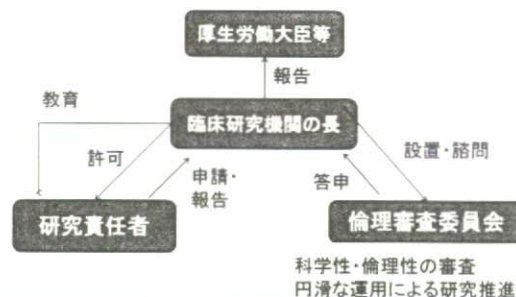 厚生労働大臣等
報告
教育
臨床研究機関の長
許可
申請・
報告
答申
設置・諮問
研究責任者
倫理審査委員会
科学性・倫理性の審査
円滑な運用による研究推進